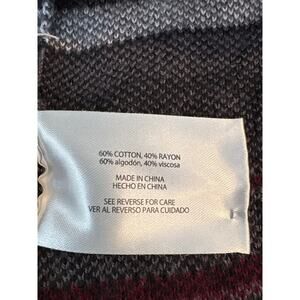 60% COTTON, 40% RAYON
60% algodón, 40% viscosa
MADE IN CHINA
HECHO EN CHINA
SEE REVERSE FOR CARE
VER AL REVERSO PARA CUIDADO